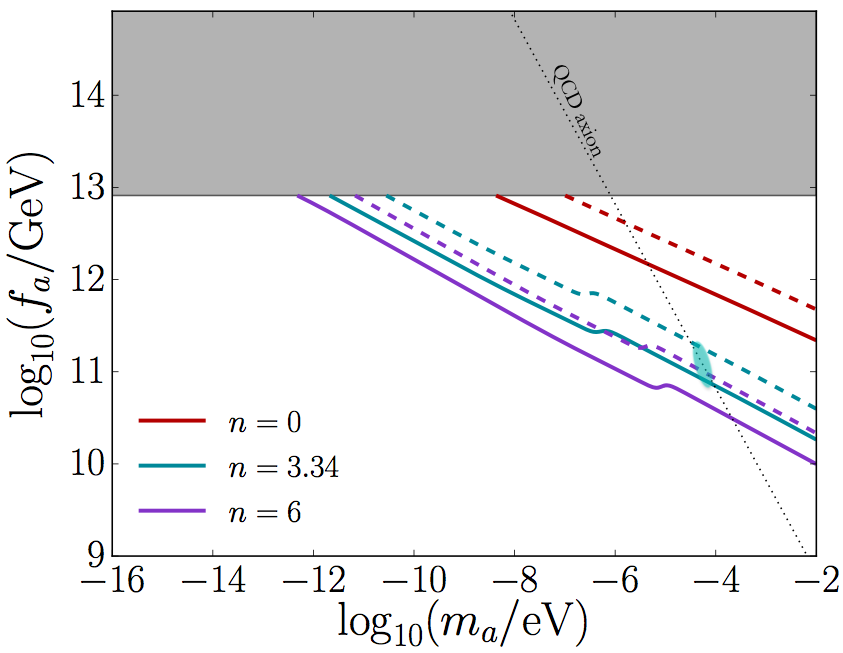 14
13
12
11
10
9
−16 −14 −12 −10 −8 −6 −4 −2
log₁₀(fₐ/GeV)
log₁₀(mₐ/eV)
QCD axion
n = 0
n = 3.34
n = 6